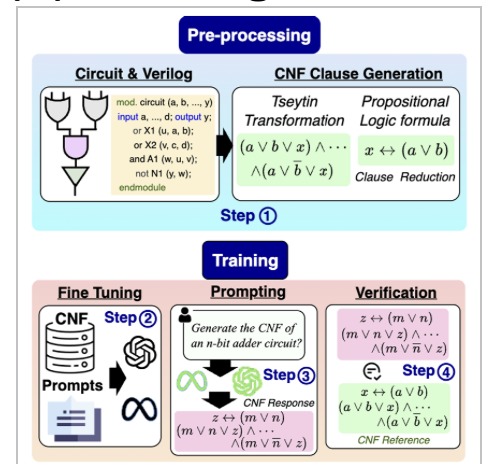 Pre-processing
Circuit & Verilog
mod. circuit (a, b, ..., y)
input a, ..., d; output y;
or X1 (u, a, b);
or X2 (v, c, d);
and A1 (w, u, v);
not N1 (y, w);
endmodule
CNF Clause Generation
Tseytin
Transformation
(a ∨ b ∨ x) ∧ ⋯
∧(a ∨ b̅ ∨ x)
Propositional
Logic formula
x ↔ (a ∨ b)
Clause Reduction
Step ①
Training
Fine Tuning
CNF
Step ②
Prompts
Prompting
Generate the CNF of
an n-bit adder circuit?
Step ③
CNF Response
z ↔ (m ∨ n)
(m ∨ n ∨ z) ∧ ⋯
∧(m ∨ n̅ ∨ z)
Verification
z ↔ (m ∨ n)
(m ∨ n ∨ z) ∧ ⋯
∧(m ∨ n̅ ∨ z)
Step ④
x ↔ (a ∨ b)
(a ∨ b ∨ x) ∧ ⋯
∧(a ∨ b̅ ∨ x)
CNF Reference